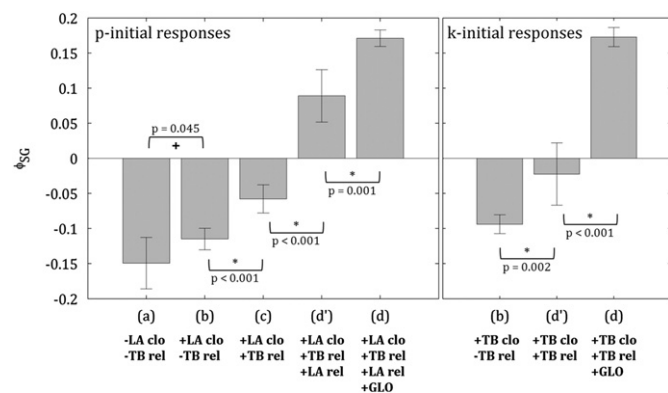 p-initial responses
k-initial responses
ϕSG
0.2
0.15
0.1
0.05
0
-0.05
-0.1
-0.15
-0.2
p = 0.045
+
*
p < 0.001
*
p < 0.001
*
p = 0.001
*
p = 0.002
*
p < 0.001
(a) (b) (c) (d') (d)
-LA clo +LA clo +LA clo +LA clo +LA clo
-TB rel -TB rel +TB rel +TB rel +TB rel
+LA rel +LA rel
+GLO
(b) (d') (d)
+TB clo +TB clo +TB clo
-TB rel +TB rel +TB rel
+GLO